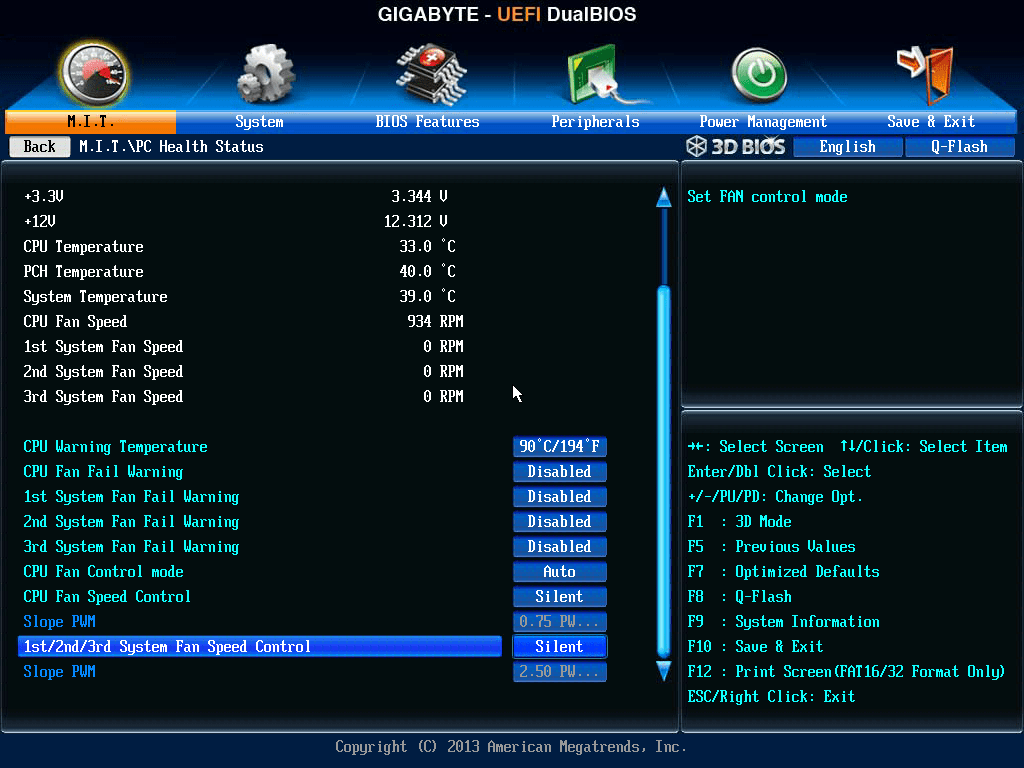 GIGABYTE - UEFI DualBIOS
M.I.T. System BIOS Features Peripherals Power Management Save & Exit
Back M.I.T.\PC Health Status 3D BIOS English Q-Flash
+3.3V 3.344 V
+12V 12.312 V
CPU Temperature 33.0 °C
PCH Temperature 40.0 °C
System Temperature 39.0 °C
CPU Fan Speed 934 RPM
1st System Fan Speed 0 RPM
2nd System Fan Speed 0 RPM
3rd System Fan Speed 0 RPM
CPU Warning Temperature 90°C/194°F
CPU Fan Fail Warning Disabled
1st System Fan Fail Warning Disabled
2nd System Fan Fail Warning Disabled
3rd System Fan Fail Warning Disabled
CPU Fan Control mode Auto
CPU Fan Speed Control Silent
Slope PWM 0.75 PW...
1st/2nd/3rd System Fan Speed Control Silent
Slope PWM 2.50 PW...
Set FAN control mode
→←: Select Screen ↑↓/Click: Select Item
Enter/Dbl Click: Select
+/-/PU/PD: Change Opt.
F1 : 3D Mode
F5 : Previous Values
F7 : Optimized Defaults
F8 : Q-Flash
F9 : System Information
F10 : Save & Exit
F12 : Print Screen(FAT16/32 Format Only)
ESC/Right Click: Exit
Copyright (C) 2013 American Megatrends, Inc.